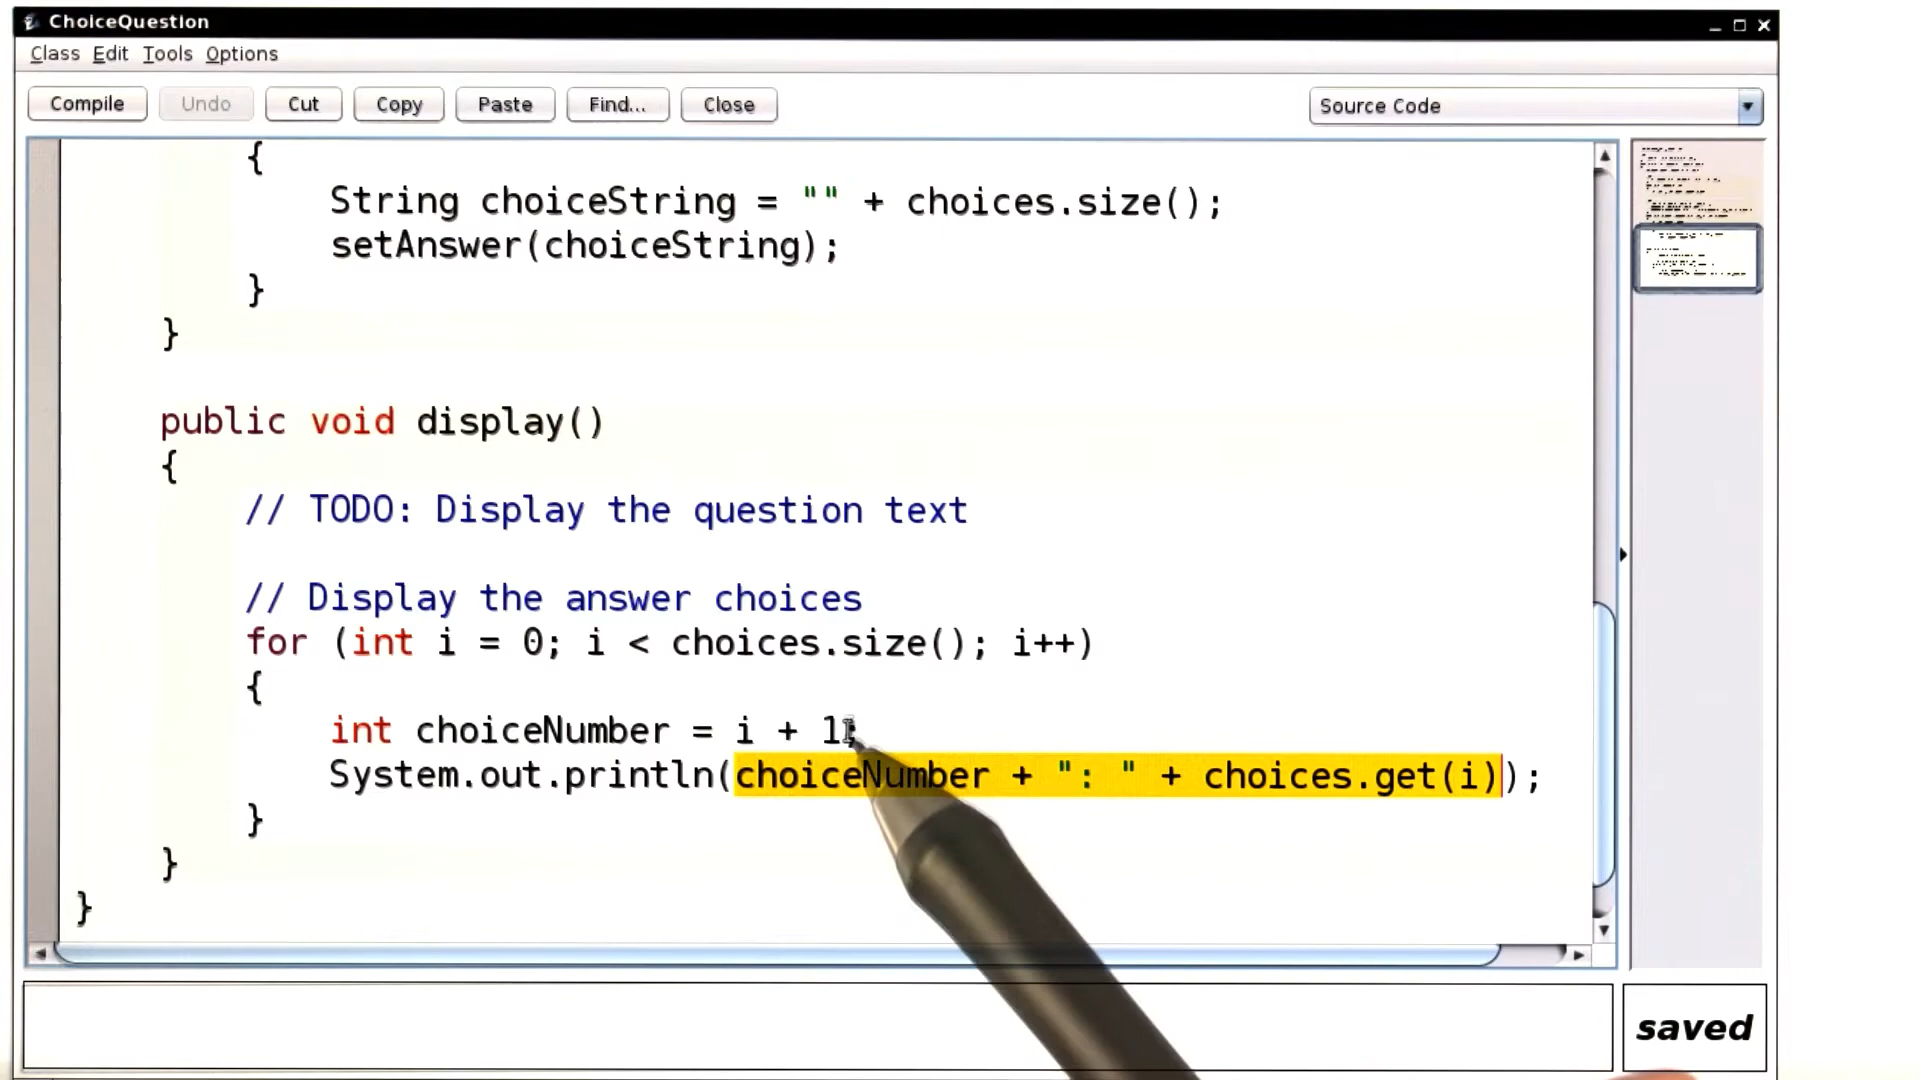 ChoiceQuestion
Class Edit Tools Options
Compile Undo Cut Copy Paste Find... Close Source Code
{
String choiceString = "" + choices.size();
setAnswer(choiceString);
}
}
public void display()
{
// TODO: Display the question text
// Display the answer choices
for (int i = 0; i < choices.size(); i++)
{
int choiceNumber = i + 1;
System.out.println(choiceNumber + ": " + choices.get(i));
}
}
}
saved